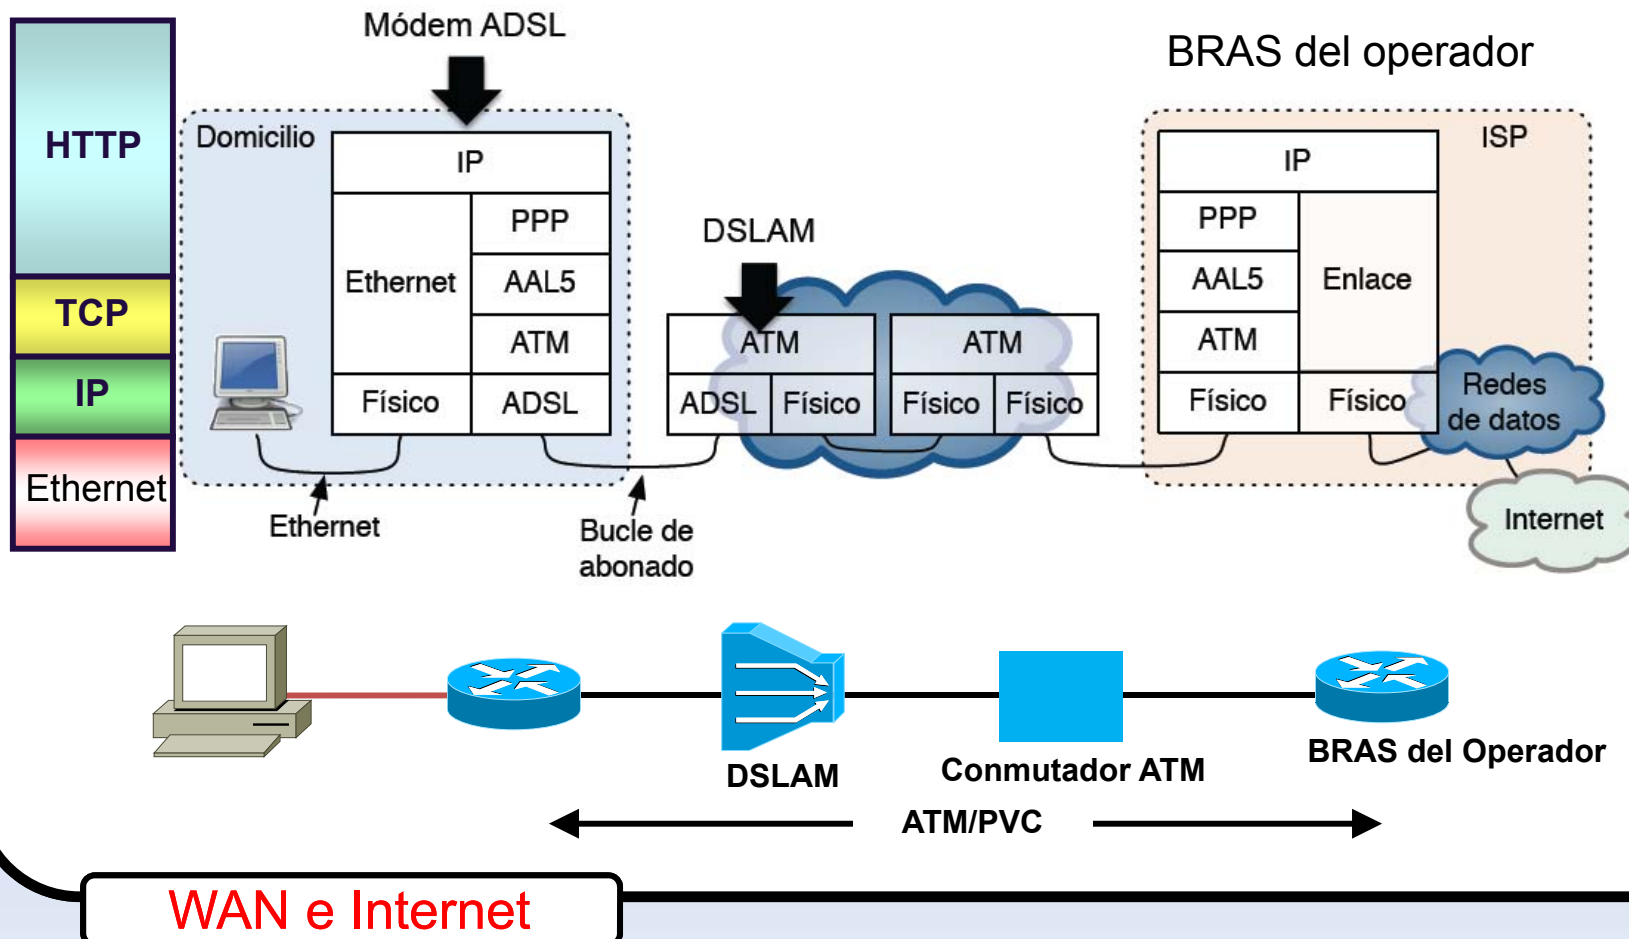 Módem ADSL
BRAS del operador
HTTP
TCP
IP
Ethernet
Domicilio
IP
Ethernet
PPP
AAL5
ATM
Físico
ADSL
Ethernet
Bucle de
abonado
DSLAM
ATM
ADSL
Físico
ATM
Físico
Físico
ISP
IP
PPP
AAL5
ATM
Físico
Enlace
Físico
Redes
de datos
Internet
DSLAM
Conmutador ATM
BRAS del Operador
ATM/PVC
WAN e Internet